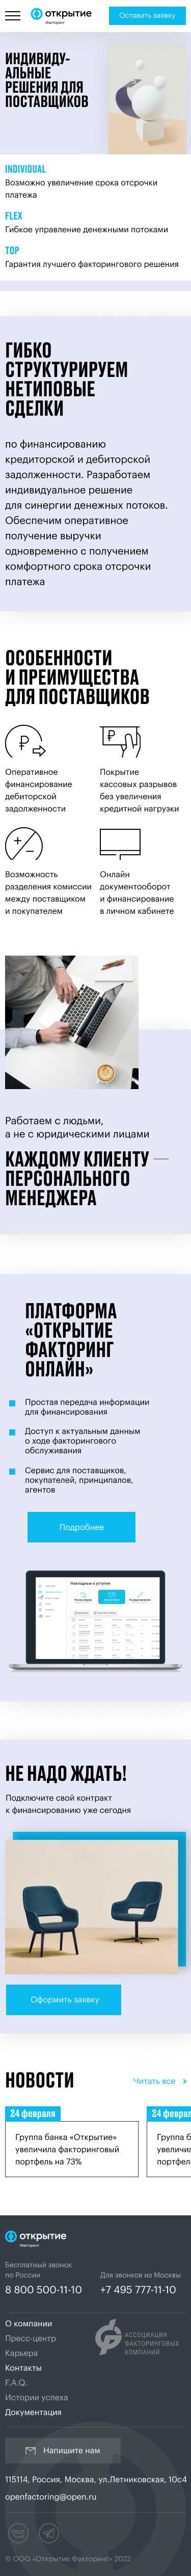 открытие
Факторинг
Оставить заявку
ИНДИВИДУ-
АЛЬНЫЕ
РЕШЕНИЯ ДЛЯ
ПОСТАВЩИКОВ
INDIVIDUAL
Возможно увеличение срока отсрочки
платежа
FLEX
Гибкое управление денежными потоками
TOP
Гарантия лучшего факторингового решения
ГИБКО
СТРУКТУРИРУЕМ
НЕТИПОВЫЕ
СДЕЛКИ
по финансированию
кредиторской и дебиторской
задолженности. Разработаем
индивидуальное решение
для синергии денежных потоков.
Обеспечим оперативное
получение выручки
одновременно с получением
комфортного срока отсрочки
платежа
ОСОБЕННОСТИ
И ПРЕИМУЩЕСТВА
ДЛЯ ПОСТАВЩИКОВ
Оперативное
финансирование
дебиторской
задолженности
Покрытие
кассовых разрывов
без увеличения
кредитной нагрузки
Возможность
разделения комиссии
между поставщиком
и покупателем
Онлайн
документооборот
и финансирование
в личном кабинете
Работаем с людьми,
а не с юридическими лицами
КАЖДОМУ КЛИЕНТУ —
ПЕРСОНАЛЬНОГО
МЕНЕДЖЕРА
ПЛАТФОРМА
«ОТКРЫТИЕ
ФАКТОРИНГ
ОНЛАЙН»
Простая передача информации
для финансирования
Доступ к актуальным данным
о ходе факторингового
обслуживания
Сервис для поставщиков,
покупателей, принципалов,
агентов
Подробнее
Накладные к уступке
НЕ НАДО ЖДАТЬ!
Подключите свой контракт
к финансированию уже сегодня
Оформить заявку
НОВОСТИ
Читать все
24 февраля
Группа банка «Открытие»
увеличила факторинговый
портфель на 73%
24 феврал
Группа б
увеличил
портфел
открытие
Факторинг
Бесплатный звонок
по России
8 800 500-11-10
Для звонков из Москвы
+7 495 777-11-10
О компании
Пресс-центр
Карьера
Контакты
F.A.Q.
Истории успеха
Документация
АССОЦИАЦИЯ
ФАКТОРИНГОВЫХ
КОМПАНИЙ
Напишите нам
115114, Россия, Москва, ул.Летниковская, 10с4
openfactoring@open.ru
© ООО «Открытие Факторинг» 2022